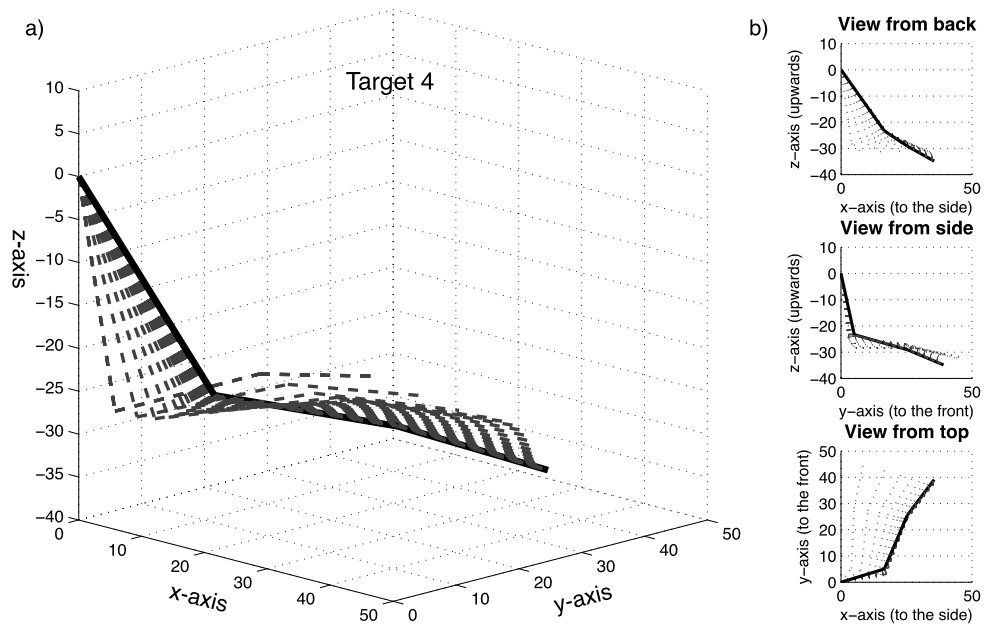 a)
Target 4
10
5
0
−5
−10
−15
−20
−25
−30
−35
−40
z-axis
0
10
20
30
40
50
x-axis
0
10
20
30
40
50
y-axis
b)
View from back
10
0
−10
−20
−30
−40
z−axis (upwards)
0 50
x−axis (to the side)
View from side
10
0
−10
−20
−30
−40
z−axis (upwards)
0 50
y−axis (to the front)
View from top
50
40
30
20
10
0
y−axis (to the front)
0 50
x−axis (to the side)